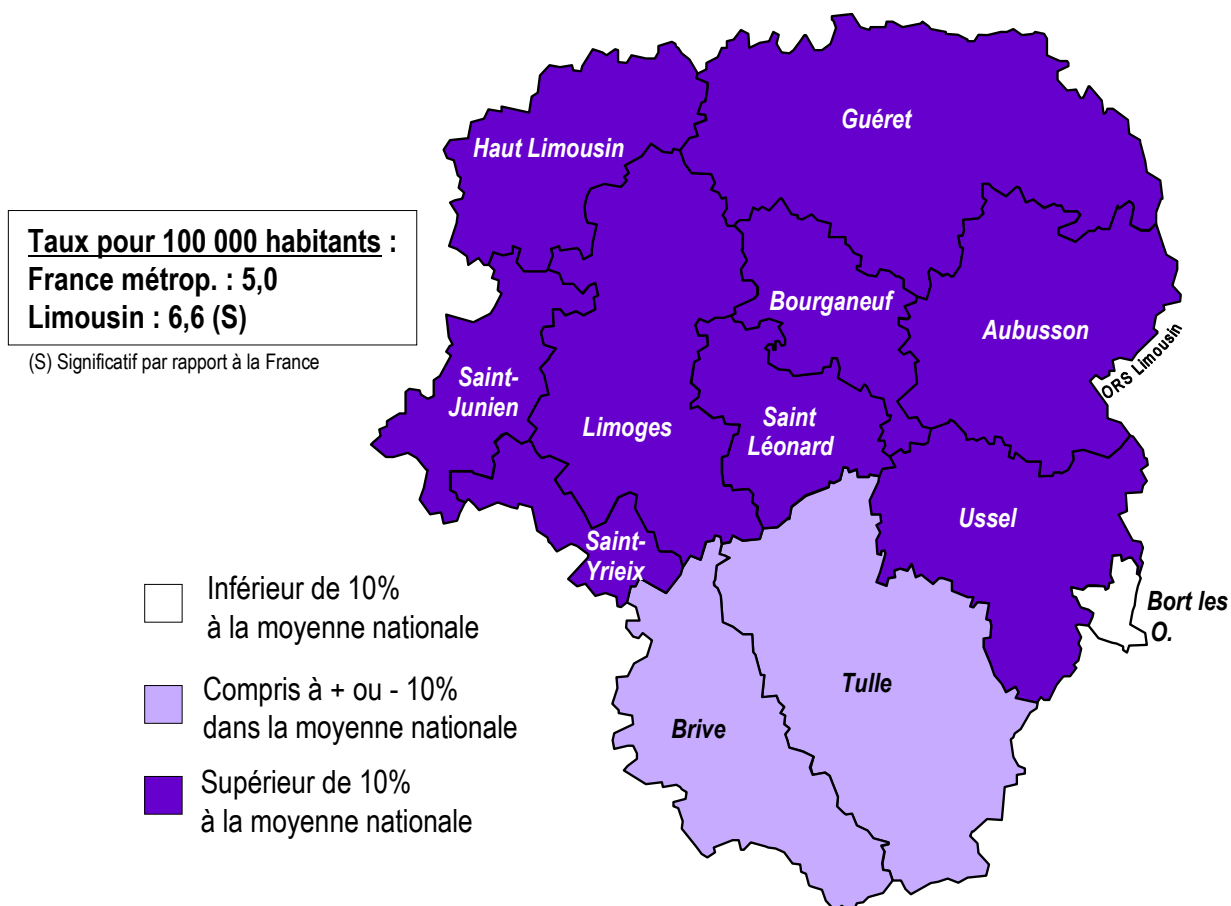 Guéret
Haut Limousin
Taux pour 100 000 habitants :
France métrop. : 5,0
Limousin : 6,6 (S)
(S) Significatif par rapport à la France
Bourganeuf
Aubusson
ORS Limousin
Saint-
Junien
Limoges
Saint
Léonard
Ussel
Saint-
Yrieix
Bort les
O.
Inférieur de 10%
à la moyenne nationale
Compris à + ou - 10%
dans la moyenne nationale
Supérieur de 10%
à la moyenne nationale
Tulle
Brive